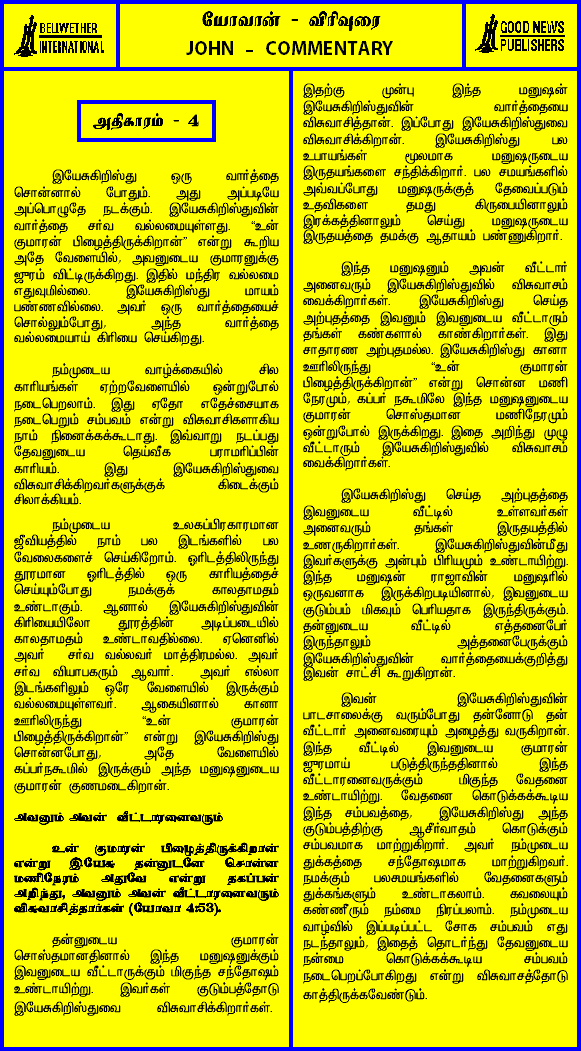 BELWETHER
INTERNATIONAL
யோவான் - விரிவுரை
JOHN - COMMENTARY
GOOD NEWS
PUBLISHERS
அதிகாரம் - 4
இயேசுகிறிஸ்து ஒரு வார்த்தை
சொன்னால் போதும். அது அப்படியே
அப்பொழுதே நடக்கும். இயேசுகிறிஸ்துவின்
வார்த்தை சர்வ வல்லமையுள்ளது. "உன்
குமாரன் பிழைத்திருக்கிறான்" என்று கூறிய
அதே வேளையில், அவனுடைய குமாரனுக்கு
ஜுரம் விட்டிருக்கிறது. இதில் மந்திர வல்லமை
எதுவுமில்லை. இயேசுகிறிஸ்து மாயம்
பண்ணவில்லை. அவர் ஒரு வார்த்தையைச்
சொல்லும்போது, அந்த வார்த்தை
வல்லமையாய் கிரியை செய்கிறது.
நம்முடைய வாழ்க்கையில் சில
காரியங்கள் ஏற்றவேளையில் ஒன்றுபோல்
நடைபெறலாம். இது ஏதோ எதேச்சையாக
நடைபெறும் சம்பவம் என்று விசுவாசிகளாகிய
நாம் நினைக்கக்கூடாது. இவ்வாறு நடப்பது
தேவனுடைய தெய்வீக பராமரிப்பின்
காரியம். இது இயேசுகிறிஸ்துவை
விசுவாசிக்கிறவர்களுக்குக் கிடைக்கும்
சிலாக்கியம்.
நம்முடைய உலகப்பிரகாரமான
ஜீவியத்தில் நாம் பல இடங்களில் பல
வேலைகளைச் செய்கிறோம். ஓரிடத்திலிருந்து
தூரமான ஓரிடத்தில் ஒரு காரியத்தைச்
செய்யும்போது நமக்குக் காலதாமதம்
உண்டாகும். ஆனால் இயேசுகிறிஸ்துவின்
கிரியையிலோ தூரத்தின் அடிப்படையில்
காலதாமதம் உண்டாவதில்லை. ஏனெனில்
அவர் சர்வ வல்லவர் மாத்திரமல்ல. அவர்
சர்வ வியாபகரும் ஆவார். அவர் எல்லா
இடங்களிலும் ஒரே வேளையில் இருக்கும்
வல்லமையுள்ளவர். ஆகையினால் கானா
ஊரிலிருந்து "உன் குமாரன்
பிழைத்திருக்கிறான்" என்று இயேசுகிறிஸ்து
சொன்னபோது, அதே வேளையில்
கப்பர்நகூமில் இருக்கும் அந்த மனுஷனுடைய
குமாரன் குணமடைகிறான்.
அவனும் அவன் வீட்டாரனைவரும்
உன் குமாரன் பிழைத்திருக்கிறான்
என்று இயேசு தன்னுடனே சொன்ன
மணிநேரம் அதுவே என்று தகப்பன்
அறிந்து, அவனும் அவன் வீட்டாரனைவரும்
விசுவாசித்தார்கள் (யோவா 4:53).
தன்னுடைய குமாரன்
சொஸ்தமானதினால் இந்த மனுஷனுக்கும்
இவனுடைய வீட்டாருக்கும் மிகுந்த சந்தோஷம்
உண்டாயிற்று. இவர்கள் குடும்பத்தோடு
இயேசுகிறிஸ்துவை விசுவாசிக்கிறார்கள்.
இதற்கு முன்பு இந்த மனுஷன்
இயேசுகிறிஸ்துவின் வார்த்தையை
விசுவாசித்தான். இப்போது இயேசுகிறிஸ்துவை
விசுவாசிக்கிறான். இயேசுகிறிஸ்து பல
உபாயங்கள் மூலமாக மனுஷருடைய
இருதயங்களை சந்திக்கிறார். பல சமயங்களில்
அவ்வப்போது மனுஷருக்குத் தேவைப்படும்
உதவிகளை தமது கிருபையினாலும்
இரக்கத்தினாலும் செய்து மனுஷருடைய
இருதயத்தை தமக்கு ஆதாயம் பண்ணுகிறார்.
இந்த மனுஷனும் அவன் வீட்டார்
அனைவரும் இயேசுகிறிஸ்துவில் விசுவாசம்
வைக்கிறார்கள். இயேசுகிறிஸ்து செய்த
அற்புதத்தை இவனும் இவனுடைய வீட்டாரும்
தங்கள் கண்களால் காண்கிறார்கள். இது
சாதாரண அற்புதமல்ல. இயேசுகிறிஸ்து கானா
ஊரிலிருந்து "உன் குமாரன்
பிழைத்திருக்கிறான்" என்று சொன்ன மணி
நேரமும், கப்பர் நகூமிலே இந்த மனுஷனுடைய
குமாரன் சொஸ்தமான மணிநேரமும்
ஒன்றுபோல் இருக்கிறது. இதை அறிந்து முழு
வீட்டாரும் இயேசுகிறிஸ்துவில் விசுவாசம்
வைக்கிறார்கள்.
இயேசுகிறிஸ்து செய்த அற்புதத்தை
இவனுடைய வீட்டில் உள்ளவர்கள்
அனைவரும் தங்கள் இருதயத்தில்
உணருகிறார்கள். இயேசுகிறிஸ்துவின்மீது
இவர்களுக்கு அன்பும் பிரியமும் உண்டாயிற்று.
இந்த மனுஷன் ராஜாவின் மனுஷரில்
ஒருவனாக இருக்கிறபடியினால், இவனுடைய
குடும்பம் மிகவும் பெரியதாக இருந்திருக்கும்.
தன்னுடைய வீட்டில் எத்தனைபேர்
இருந்தாலும் அத்தனைபேருக்கும்
இயேசுகிறிஸ்துவின் வார்த்தையைக்குறித்து
இவன் சாட்சி கூறுகிறான்.
இவன் இயேசுகிறிஸ்துவின்
பாடசாலைக்கு வரும்போது தன்னோடு தன்
வீட்டார் அனைவரையும் அழைத்து வருகிறான்.
இந்த வீட்டில் இவனுடைய குமாரன்
ஜுரமாய் படுத்திருந்ததினால் இந்த
வீட்டாரனைவருக்கும் மிகுந்த வேதனை
உண்டாயிற்று. வேதனை கொடுக்கக்கூடிய
இந்த சம்பவத்தை, இயேசுகிறிஸ்து அந்த
குடும்பத்திற்கு ஆசீர்வாதம் கொடுக்கும்
சம்பவமாக மாற்றுகிறார். அவர் நம்முடைய
துக்கத்தை சந்தோஷமாக மாற்றுகிறவர்.
நமக்கும் பலசமயங்களில் வேதனைகளும்
துக்கங்களும் உண்டாகலாம். கவலையும்
கண்ணீரும் நம்மை நிரப்பலாம். நம்முடைய
வாழ்வில் இப்படிப்பட்ட சோக சம்பவம் எது
நடந்தாலும், இதைத் தொடர்ந்து தேவனுடைய
நன்மை கொடுக்கக்கூடிய சம்பவம்
நடைபெறப்போகிறது என்று விசுவாசத்தோடு
காத்திருக்கவேண்டும்.